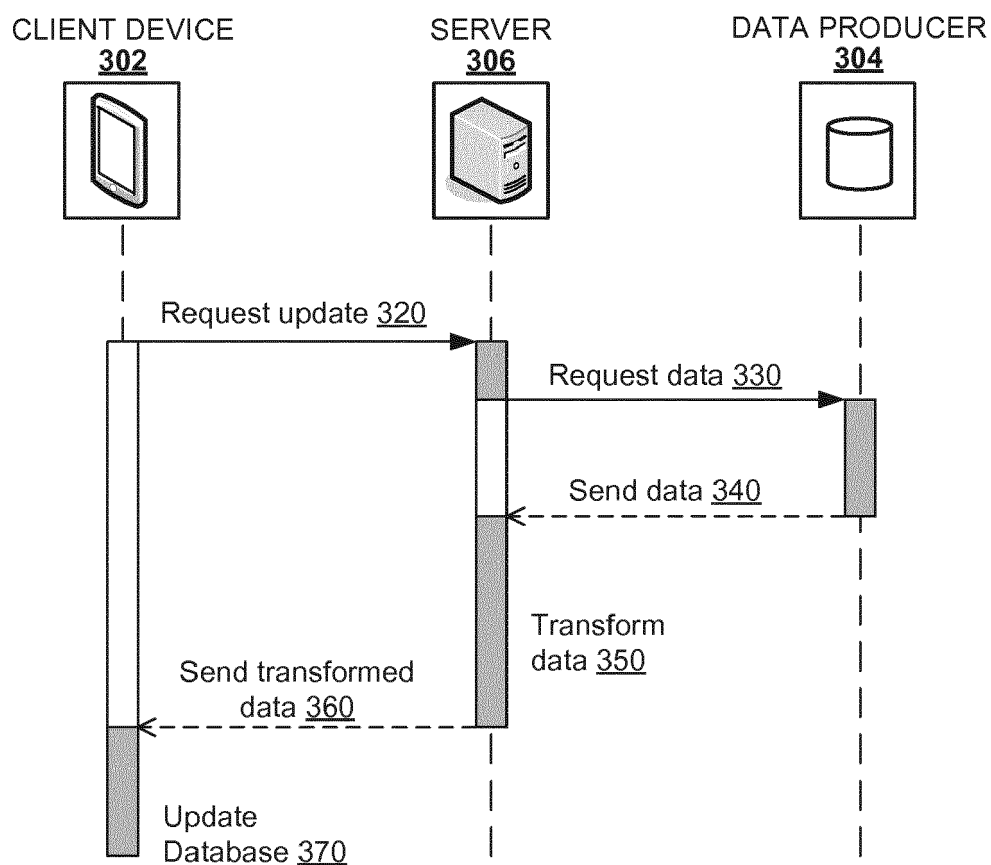 CLIENT DEVICE
302
SERVER
306
DATA PRODUCER
304
Request update 320
Request data 330
Send data 340
Transform
data 350
Send transformed
data 360
Update
Database 370